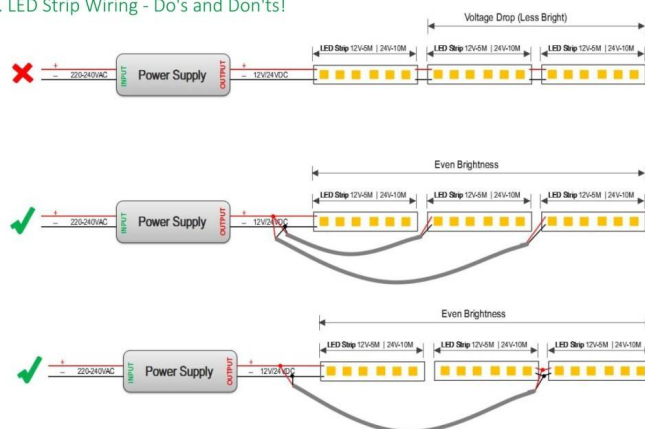 . LED Strip Wiring - Do's and Don'ts!
Voltage Drop (Less Bright)
LED Strip 12V-5M | 24V-10M LED Strip 12V-5M | 24V-10M LED Strip 12V-5M | 24V-10M
+ 220-240VAC − INPUT Power Supply OUTPUT + − 12V/24VDC
Even Brightness
LED Strip 12V-5M | 24V-10M LED Strip 12V-5M | 24V-10M LED Strip 12V-5M | 24V-10M
+ 220-240VAC − INPUT Power Supply OUTPUT + − 12V/24VDC
Even Brightness
LED Strip 12V-5M | 24V-10M LED Strip 12V-5M | 24V-10M LED Strip 12V-5M | 24V-10M
+ 220-240VAC − INPUT Power Supply OUTPUT + − 12V/24VDC